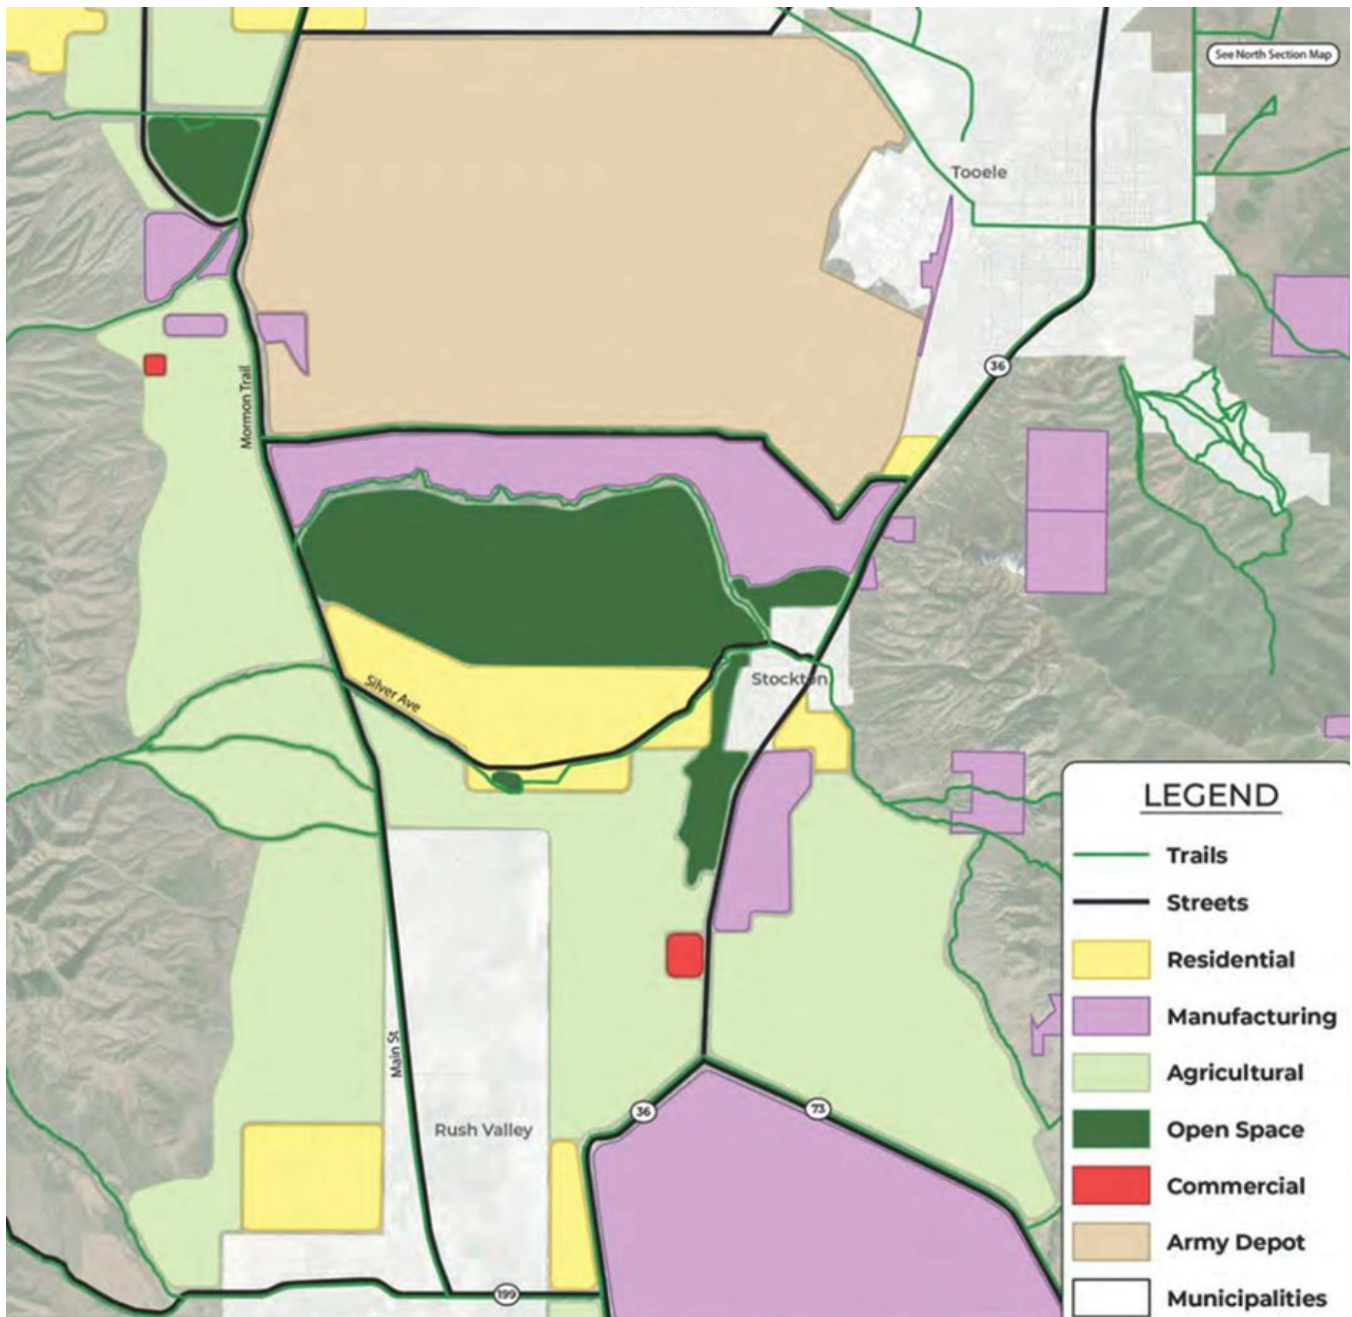 See North Section Map
Tooele
36
Mormon Trail
Silver Ave
Stockton
LEGEND
Trails
Streets
Residential
Manufacturing
Agricultural
Open Space
Commercial
Army Depot
Municipalities
Main St
Rush Valley
36
73
199